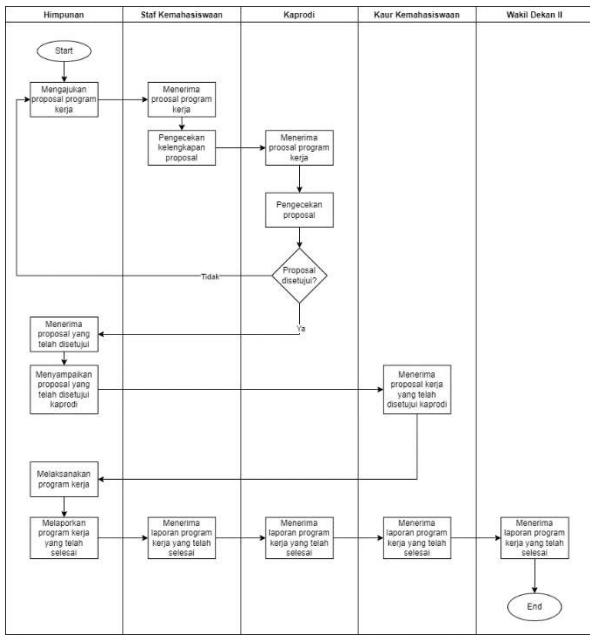 Himpunan
Staf Kemahasiswaan
Kaprodi
Kaur Kemahasiswaan
Wakil Dekan II
Start
Mengajukan
proposal program
kerja
Menerima
proosal program
kerja
Pengecekan
kelengkapan
proposal
Menerima
proosal program
kerja
Pengecekan
proposal
Proposal
disetujui?
Tidak
Ya
Menerima
proposal yang
telah disetujui
Menyampaikan
proposal yang
telah disetujui
kaprodi
Menerima
proposal kerja
yang telah
disetujui kaprodi
Melaksanakan
program kerja
Melaporkan
program kerja
yang telah
selesai
Menerima
laporan program
kerja yang telah
selesai
Menerima
laporan program
kerja yang telah
selesai
Menerima
laporan program
kerja yang telah
selesai
Menerima
laporan program
kerja yang telah
selesai
End